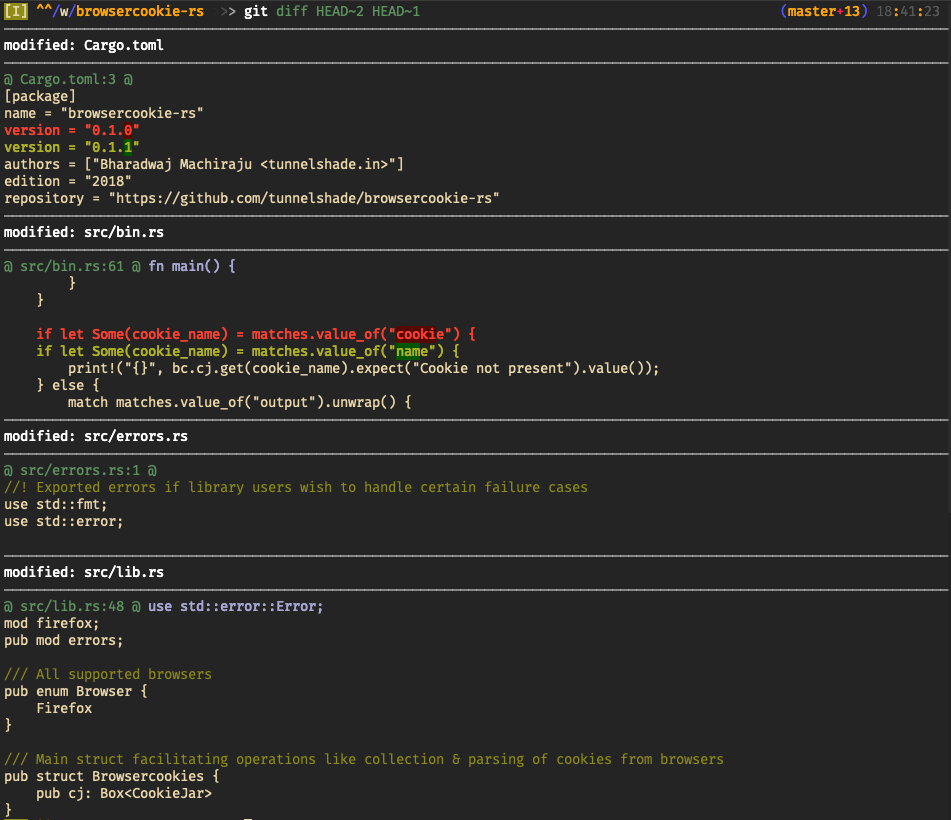 [I] ^^/w/browsercookie-rs >>> git diff HEAD~2 HEAD~1 (master+13) 18:41:23
modified: Cargo.toml
@ Cargo.toml:3 @
[package]
name = "browsercookie-rs"
version = "0.1.0"
version = "0.1.1"
authors = ["Bharadwaj Machiraju <tunnelshade.in>"]
edition = "2018"
repository = "https://github.com/tunnelshade/browsercookie-rs"
modified: src/bin.rs
@ src/bin.rs:61 @ fn main() {
        }
    }
    if let Some(cookie_name) = matches.value_of("cookie") {
    if let Some(cookie_name) = matches.value_of("name") {
        print!("{}", bc.cj.get(cookie_name).expect("Cookie not present").value());
    } else {
        match matches.value_of("output").unwrap() {
modified: src/errors.rs
@ src/errors.rs:1 @
//! Exported errors if library users wish to handle certain failure cases
use std::fmt;
use std::error;
modified: src/lib.rs
@ src/lib.rs:48 @ use std::error::Error;
mod firefox;
pub mod errors;
/// All supported browsers
pub enum Browser {
    Firefox
}
/// Main struct facilitating operations like collection & parsing of cookies from browsers
pub struct Browsercookies {
    pub cj: Box<CookieJar>
}